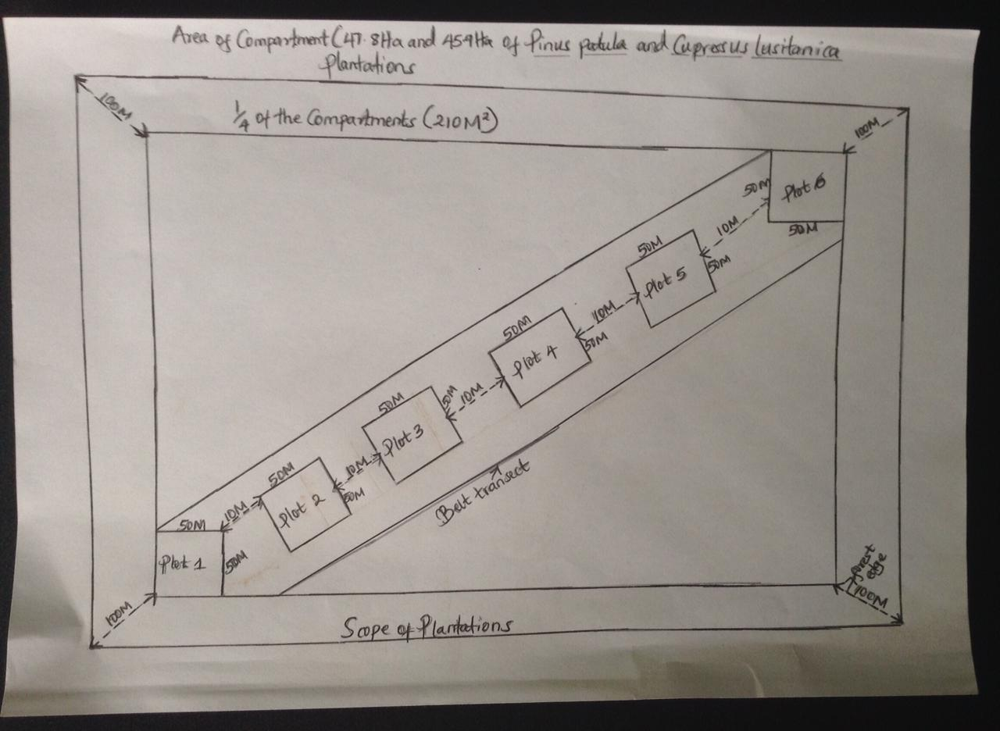 Area of Compartment (47.8Ha and 45.9Ha of Pinus patula and Cupressus Lusitanica
Plantations
100M
1/4 of the Compartments (210M²)
100M
50M
Plot 6
50M
10M
50M
Plot 5
50M
10M
50M
Plot 4
50M
10M
50M
50M
Plot 3
10M
50M
Plot 2
50M
10M
50M
Plot 1
50M
Belt transect
forest
edge
100M
100M
Scope of Plantations